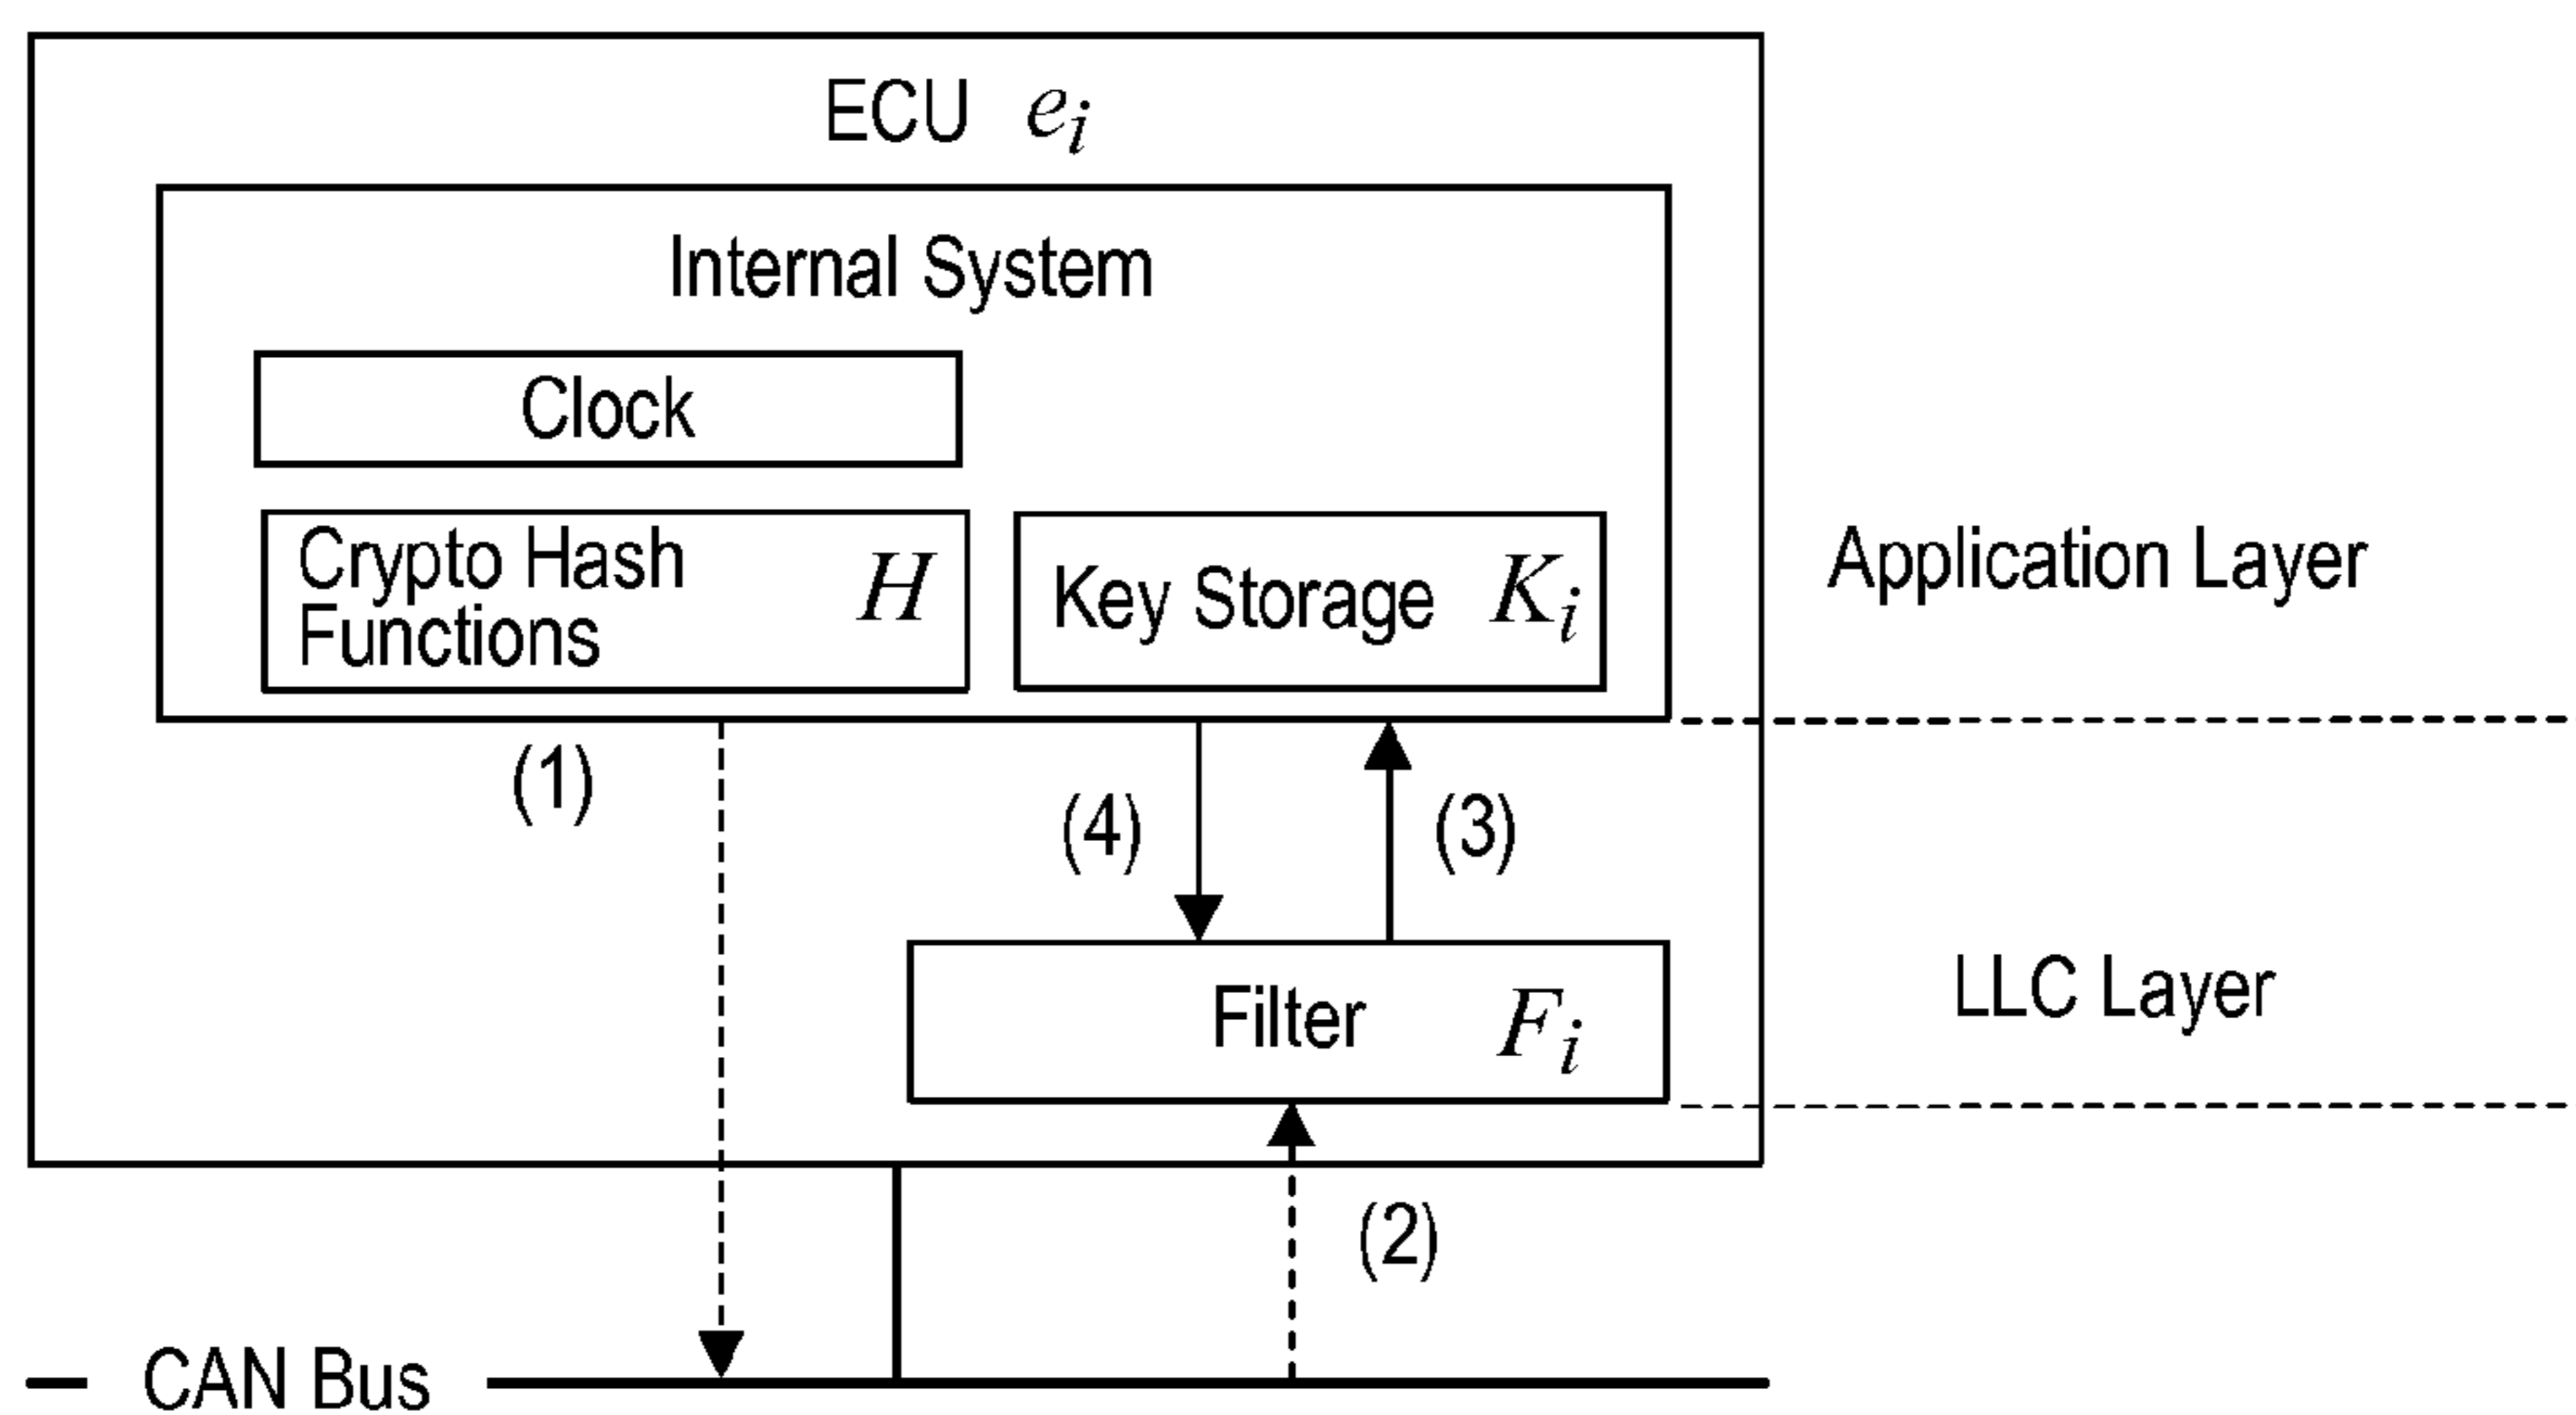 ECU e_i
Internal System
Clock
Crypto Hash
Functions H
Key Storage K_i
Application Layer
(1)
(4)
(3)
Filter F_i
LLC Layer
(2)
CAN Bus